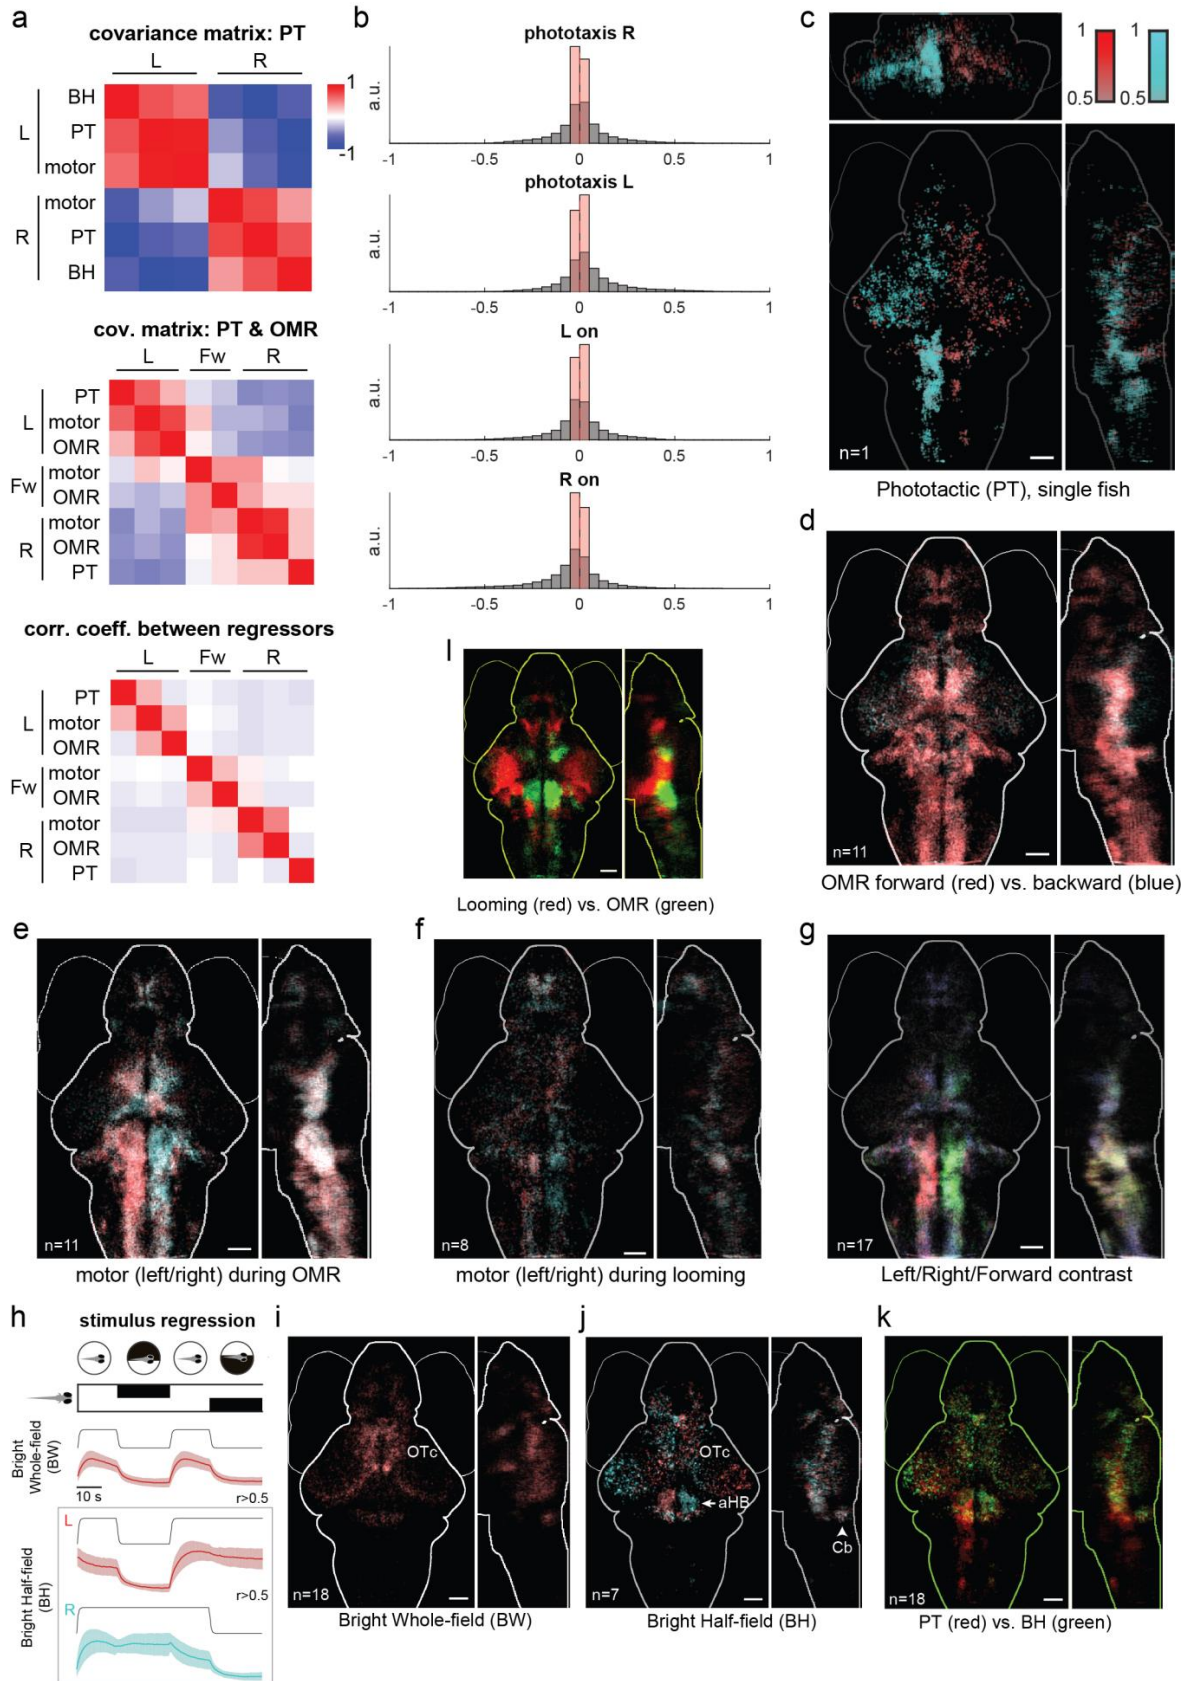 a
covariance matrix: PT
L R
BH
L PT
motor
motor
R PT
BH
1
-1
cov. matrix: PT & OMR
L Fw R
PT
L motor
OMR
motor
Fw
OMR
motor
R OMR
PT
corr. coeff. between regressors
L Fw R
PT
L motor
OMR
motor
Fw
OMR
motor
R OMR
PT
b
phototaxis R
a.u.
-1 -0.5 0 0.5 1
phototaxis L
a.u.
-1 -0.5 0 0.5 1
L on
a.u.
-1 -0.5 0 0.5 1
R on
a.u.
-1 -0.5 0 0.5 1
c
1 1
0.5 0.5
n=1
Phototactic (PT), single fish
d
n=11
OMR forward (red) vs. backward (blue)
l
Looming (red) vs. OMR (green)
e
n=11
motor (left/right) during OMR
f
n=8
motor (left/right) during looming
g
n=17
Left/Right/Forward contrast
h
stimulus regression
Bright
Whole-field
(BW)
10 s
r>0.5
Bright Half-field
(BH)
L
r>0.5
R
i
OTc
n=18
Bright Whole-field (BW)
j
OTc
aHB
Cb
n=7
Bright Half-field (BH)
k
n=18
PT (red) vs. BH (green)